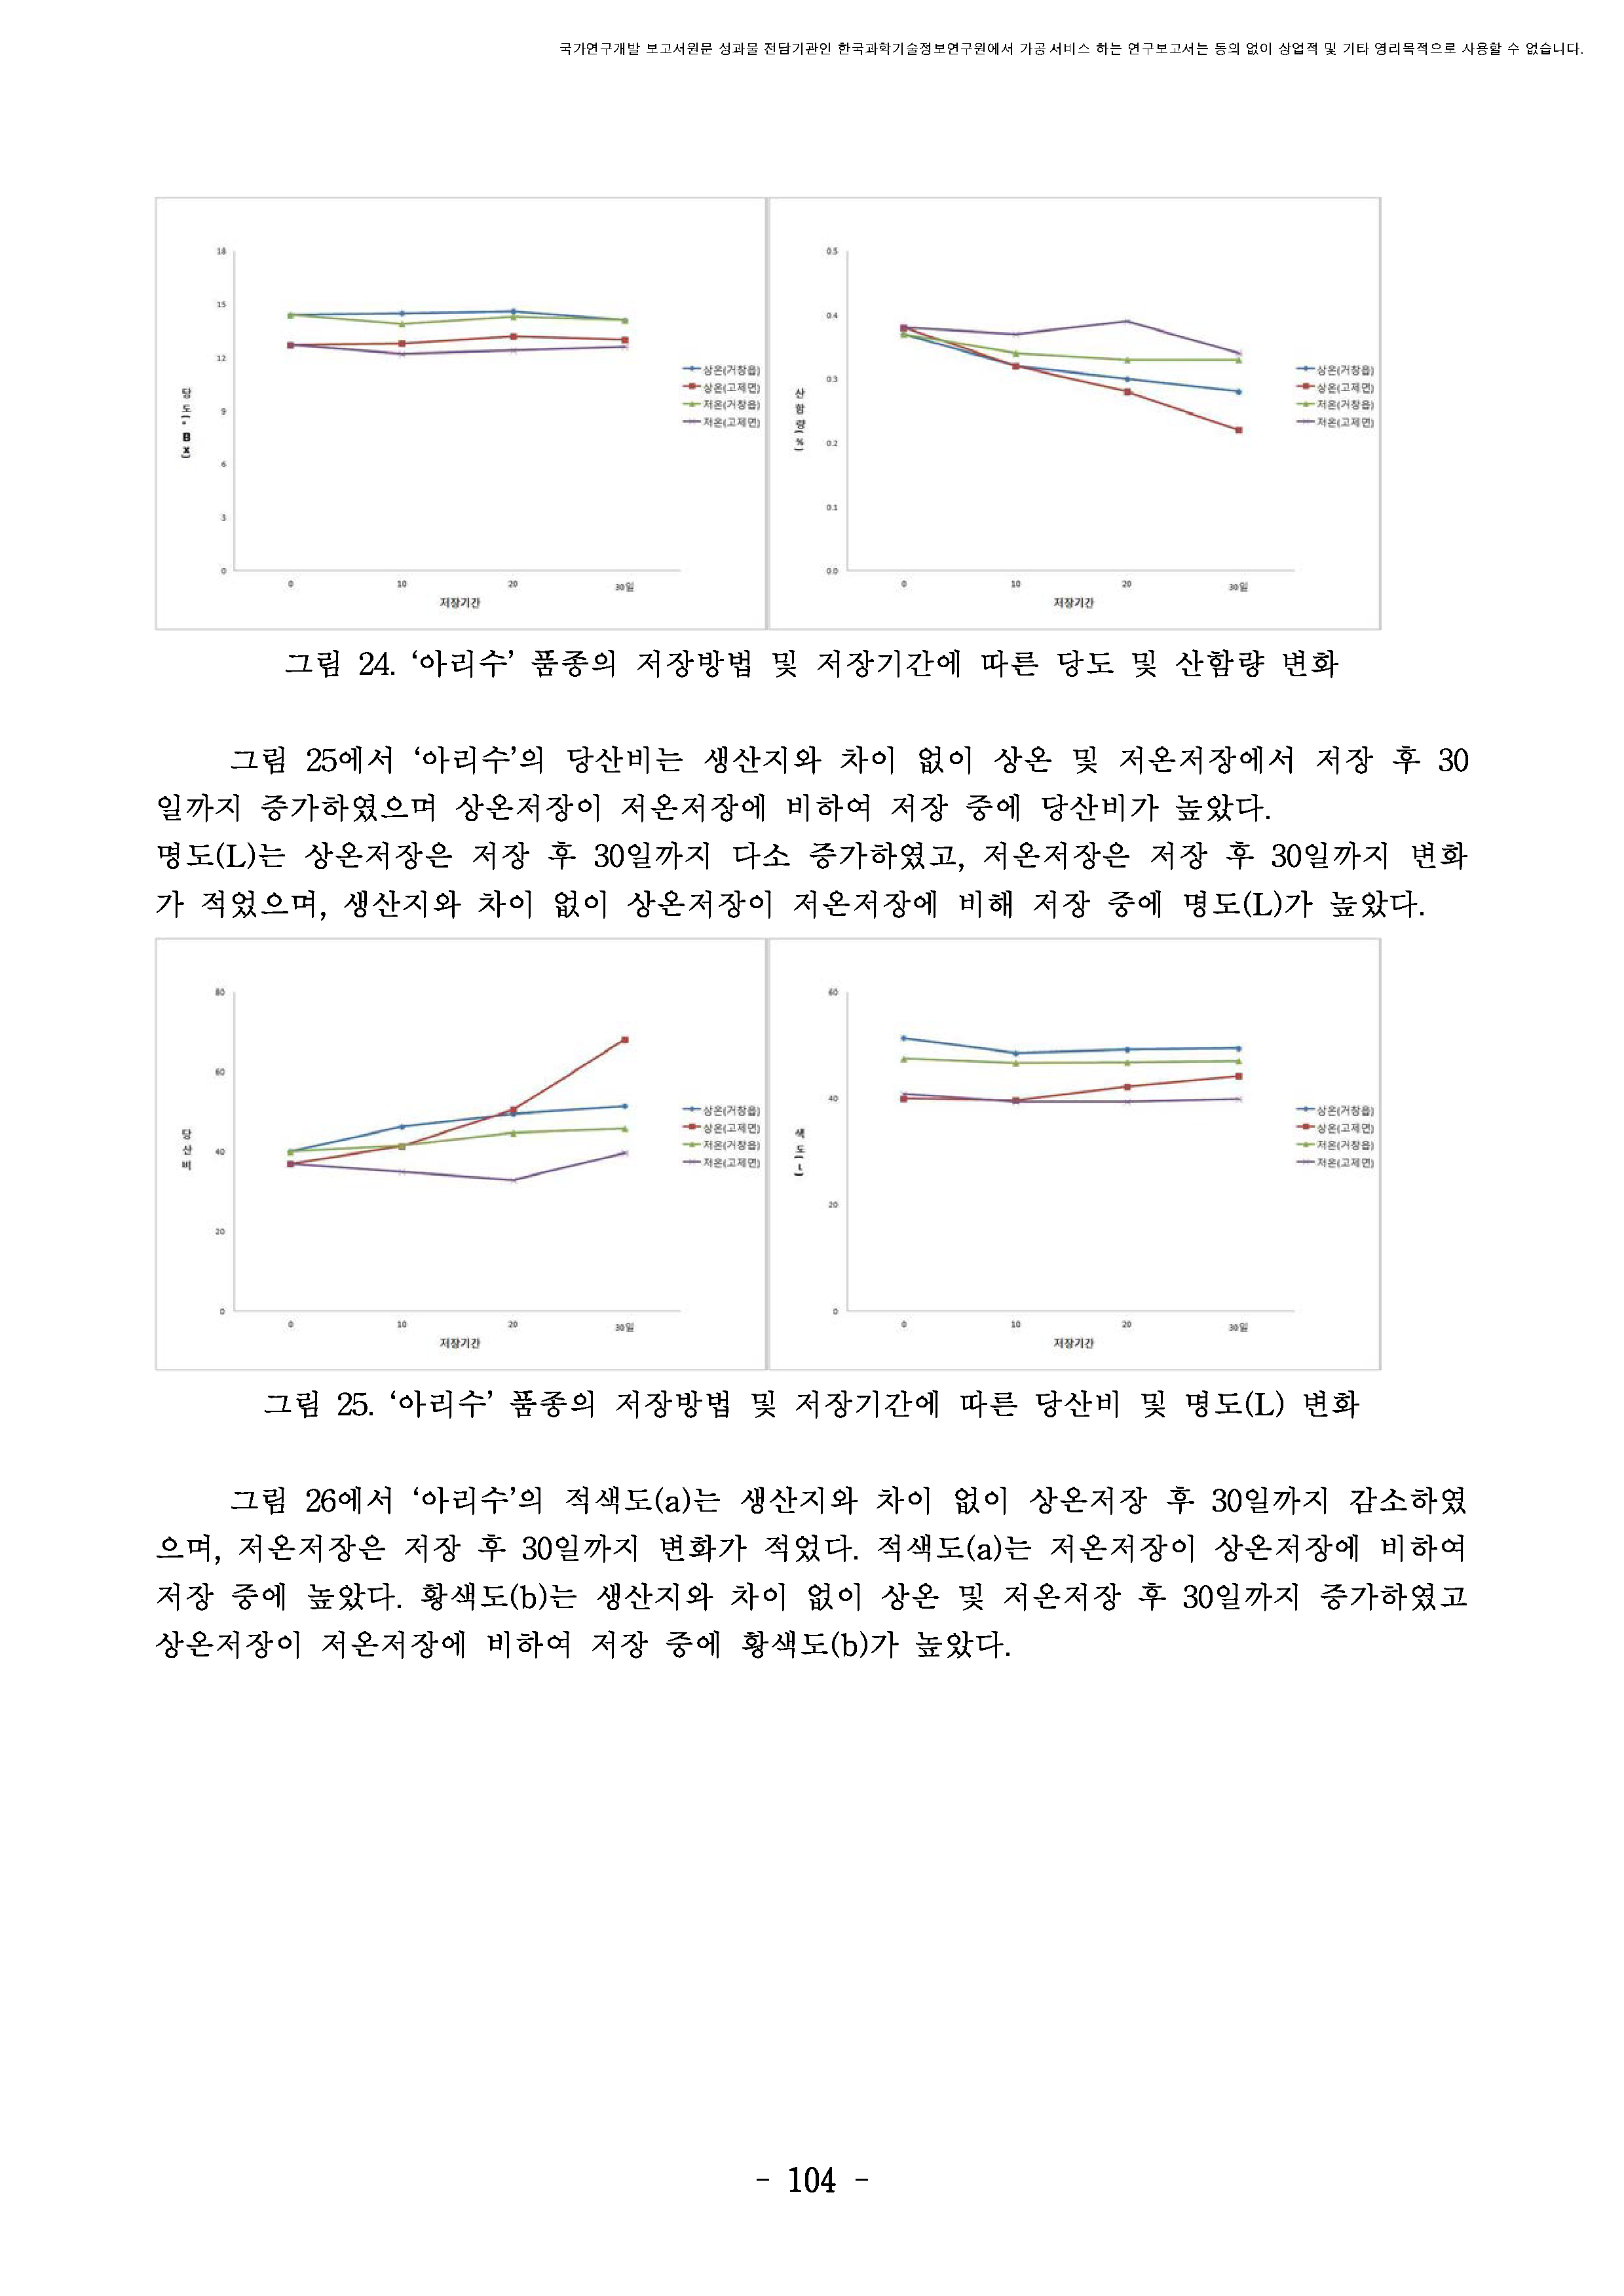 국가연구개발 보고서원문 성과물 전담기관인 한국과학기술정보연구원에서 가공·서비스 하는 연구보고서는 동의 없이 상업적 및 기타 영리목적으로 사용할 수 없습니다.
18
15
12
9
6
3
0
당도(°Bx)
0 10 20 30일
저장기간
상온(거창읍)
상온(고제면)
저온(거창읍)
저온(고제면)
0.5
0.4
0.3
0.2
0.1
0.0
산함량(%)
0 10 20 30일
저장기간
상온(거창읍)
상온(고제면)
저온(거창읍)
저온(고제면)
그림 24. ‘아리수’ 품종의 저장방법 및 저장기간에 따른 당도 및 산함량 변화
그림 25에서 ‘아리수’의 당산비는 생산지와 차이 없이 상온 및 저온저장에서 저장 후 30
일까지 증가하였으며 상온저장이 저온저장에 비하여 저장 중에 당산비가 높았다.
명도(L)는 상온저장은 저장 후 30일까지 다소 증가하였고, 저온저장은 저장 후 30일까지 변화
가 적었으며, 생산지와 차이 없이 상온저장이 저온저장에 비해 저장 중에 명도(L)가 높았다.
80
60
40
20
0
당산비
0 10 20 30일
저장기간
상온(거창읍)
상온(고제면)
저온(거창읍)
저온(고제면)
60
40
20
0
색도(L)
0 10 20 30일
저장기간
상온(거창읍)
상온(고제면)
저온(거창읍)
저온(고제면)
그림 25. ‘아리수’ 품종의 저장방법 및 저장기간에 따른 당산비 및 명도(L) 변화
그림 26에서 ‘아리수’의 적색도(a)는 생산지와 차이 없이 상온저장 후 30일까지 감소하였
으며, 저온저장은 저장 후 30일까지 변화가 적었다. 적색도(a)는 저온저장이 상온저장에 비하여
저장 중에 높았다. 황색도(b)는 생산지와 차이 없이 상온 및 저온저장 후 30일까지 증가하였고
상온저장이 저온저장에 비하여 저장 중에 황색도(b)가 높았다.
- 104 -